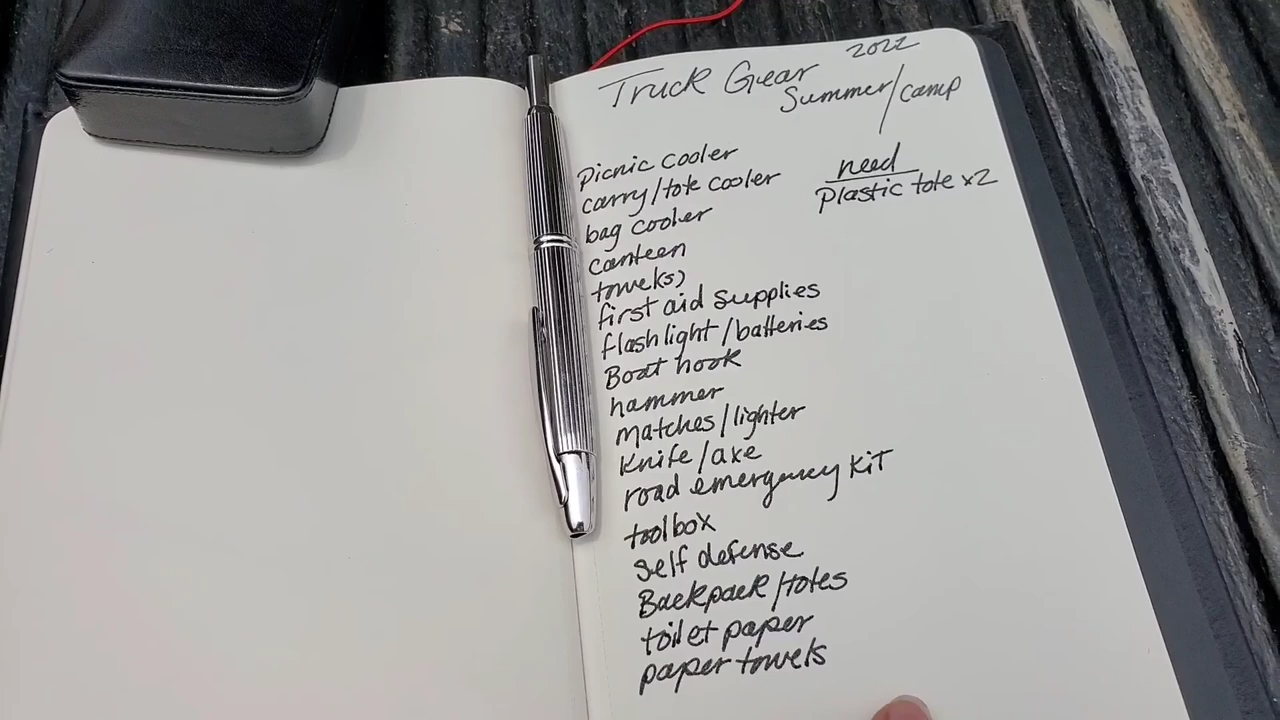 Truck Gear 2022
Summer/camp
picnic cooler
carry/tote cooler
bag cooler
canteen
towel(s)
first aid supplies
flashlight/batteries
Boat hook
hammer
matches/lighter
Knife/axe
road emergency KiT
toolbox
self defense
Backpack/totes
toilet paper
paper towels
need
plastic tote x2